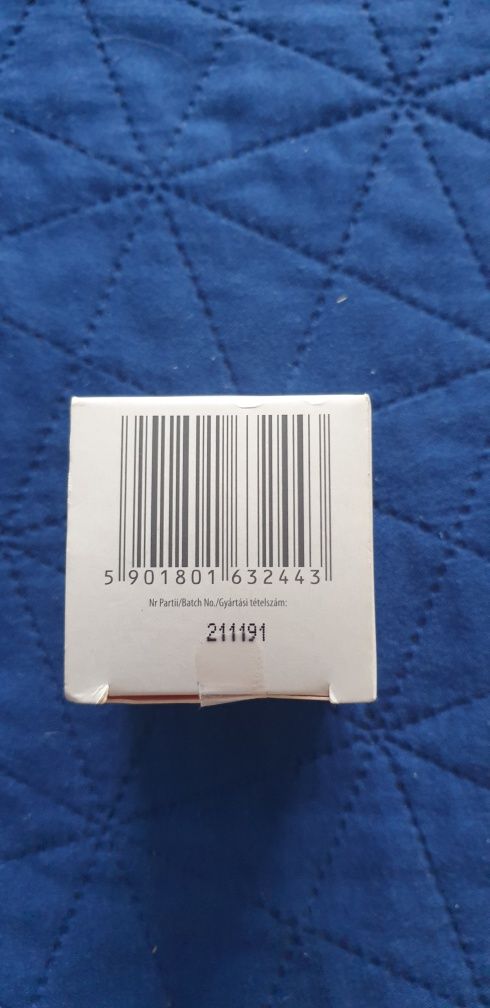 5 901801 632443
Nr Partii/Batch No./Gyártási tételszám:
211191